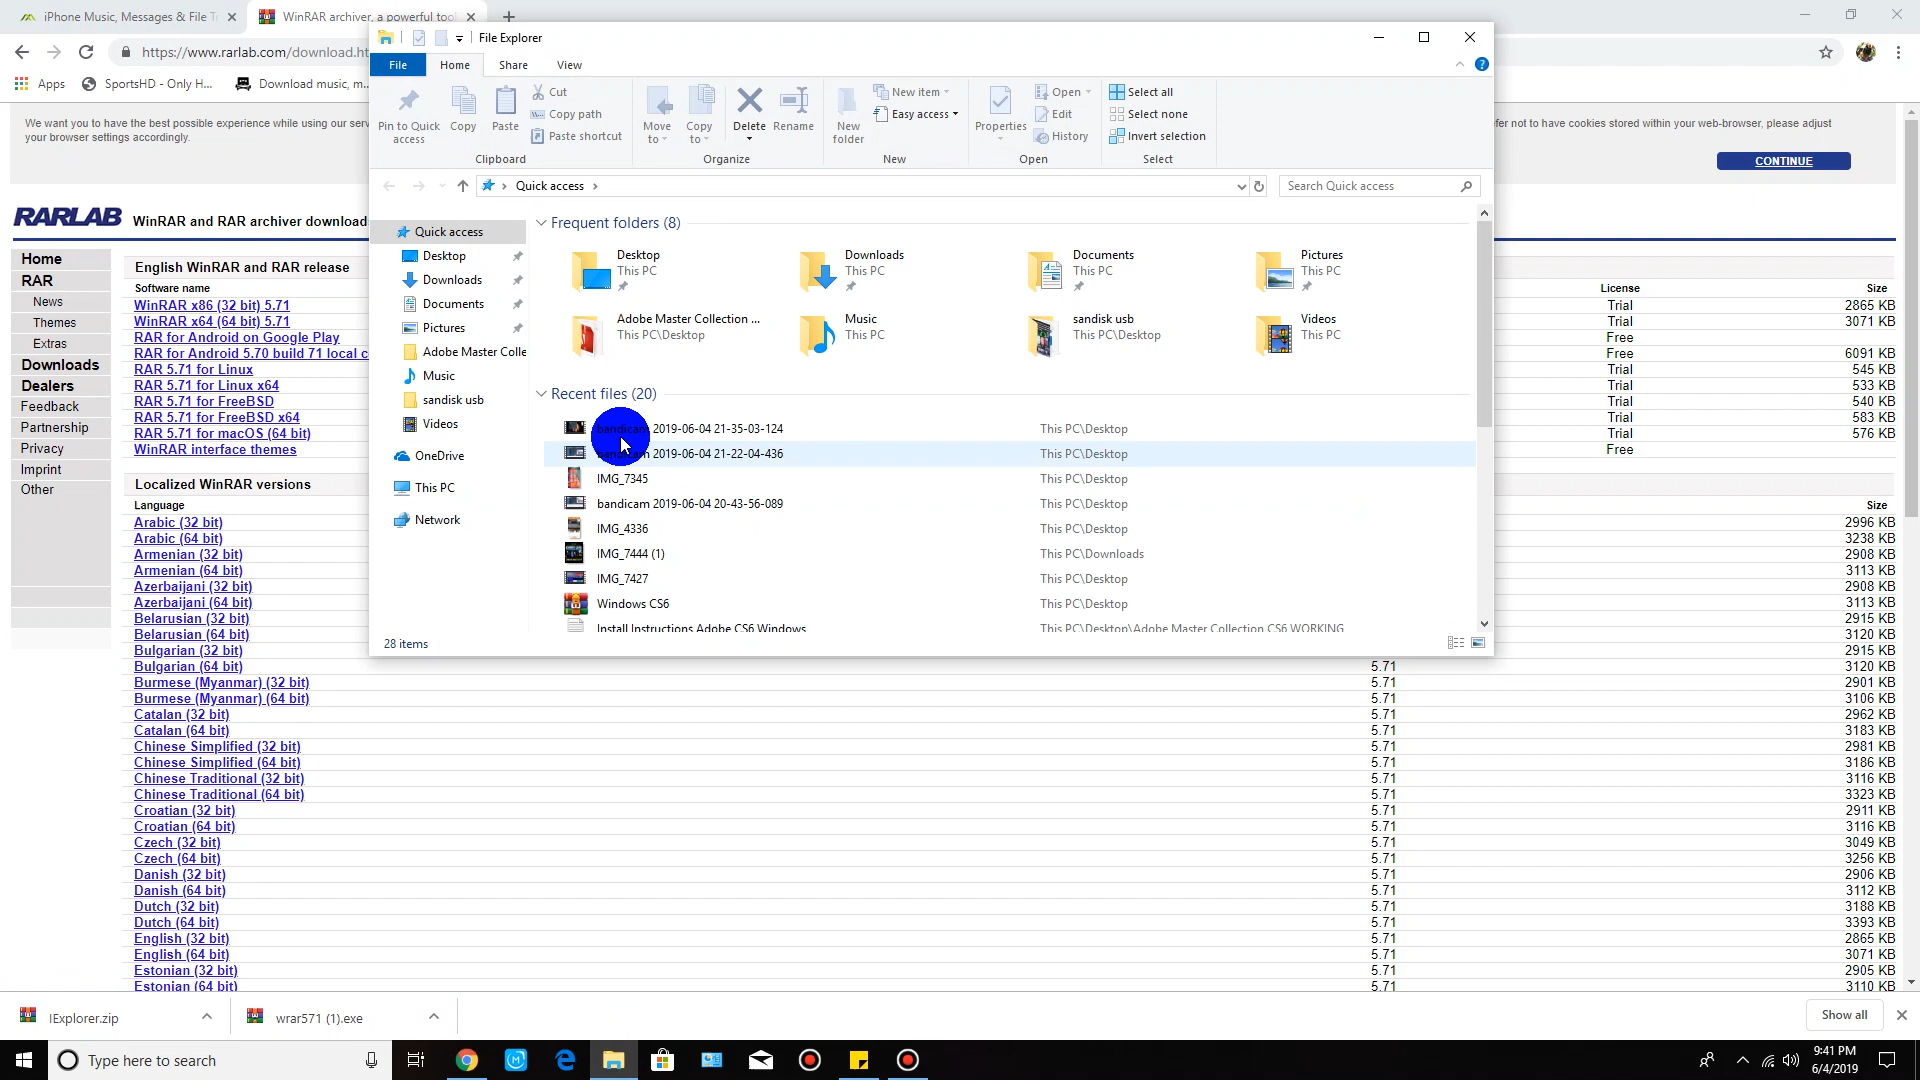 iPhone Music, Messages & File T
WinRAR archiver, a powerful tool
https://www.rarlab.com/download.ht
Apps
SportsHD - Only H...
Download music, m...
We want you to have the best possible experience while using our serv
your browser settings accordingly.
fer not to have cookies stored within your web-browser, please adjust
CONTINUE
RARLAB
WinRAR and RAR archiver download
Home
RAR
News
Themes
Extras
Downloads
Dealers
Feedback
Partnership
Privacy
Imprint
Other
English WinRAR and RAR release
Software name
License
Size
WinRAR x86 (32 bit) 5.71
Trial
2865 KB
WinRAR x64 (64 bit) 5.71
Trial
3071 KB
RAR for Android on Google Play
Free
RAR for Android 5.70 build 71 local c
Free
6091 KB
RAR 5.71 for Linux
Trial
545 KB
RAR 5.71 for Linux x64
Trial
533 KB
RAR 5.71 for FreeBSD
Trial
540 KB
RAR 5.71 for FreeBSD x64
Trial
583 KB
RAR 5.71 for macOS (64 bit)
Trial
576 KB
WinRAR interface themes
Free
Localized WinRAR versions
Language
Size
Arabic (32 bit)
2996 KB
Arabic (64 bit)
3238 KB
Armenian (32 bit)
2908 KB
Armenian (64 bit)
3113 KB
Azerbaijani (32 bit)
2908 KB
Azerbaijani (64 bit)
3113 KB
Belarusian (32 bit)
2915 KB
Belarusian (64 bit)
3120 KB
Bulgarian (32 bit)
2915 KB
Bulgarian (64 bit)
5.71
3120 KB
Burmese (Myanmar) (32 bit)
5.71
2901 KB
Burmese (Myanmar) (64 bit)
5.71
3106 KB
Catalan (32 bit)
5.71
2962 KB
Catalan (64 bit)
5.71
3183 KB
Chinese Simplified (32 bit)
5.71
2981 KB
Chinese Simplified (64 bit)
5.71
3186 KB
Chinese Traditional (32 bit)
5.71
3116 KB
Chinese Traditional (64 bit)
5.71
3323 KB
Croatian (32 bit)
5.71
2911 KB
Croatian (64 bit)
5.71
3116 KB
Czech (32 bit)
5.71
3049 KB
Czech (64 bit)
5.71
3256 KB
Danish (32 bit)
5.71
2906 KB
Danish (64 bit)
5.71
3112 KB
Dutch (32 bit)
5.71
3188 KB
Dutch (64 bit)
5.71
3393 KB
English (32 bit)
5.71
2865 KB
English (64 bit)
5.71
3071 KB
Estonian (32 bit)
5.71
2905 KB
Estonian (64 bit)
5.71
3110 KB
File Explorer
File
Home
Share
View
Pin to Quick access
Copy
Paste
Cut
Copy path
Paste shortcut
Clipboard
Move to
Copy to
Delete
Rename
Organize
New folder
New item
Easy access
New
Properties
Open
Edit
History
Open
Select all
Select none
Invert selection
Select
Quick access
Search Quick access
Quick access
Desktop
Downloads
Documents
Pictures
Adobe Master Colle
Music
sandisk usb
Videos
OneDrive
This PC
Network
Frequent folders (8)
Desktop
This PC
Downloads
This PC
Documents
This PC
Pictures
This PC
Adobe Master Collection ...
This PC\Desktop
Music
This PC
sandisk usb
This PC\Desktop
Videos
This PC
Recent files (20)
bandicam 2019-06-04 21-35-03-124
This PC\Desktop
bandicam 2019-06-04 21-22-04-436
This PC\Desktop
IMG_7345
This PC\Desktop
bandicam 2019-06-04 20-43-56-089
This PC\Desktop
IMG_4336
This PC\Desktop
IMG_7444 (1)
This PC\Downloads
IMG_7427
This PC\Desktop
Windows CS6
This PC\Desktop
Install Instructions Adobe CS6 Windows
This PC\Desktop\Adobe Master Collection CS6 WORKING
28 items
IExplorer.zip
wrar571 (1).exe
Show all
Type here to search
9:41 PM
6/4/2019